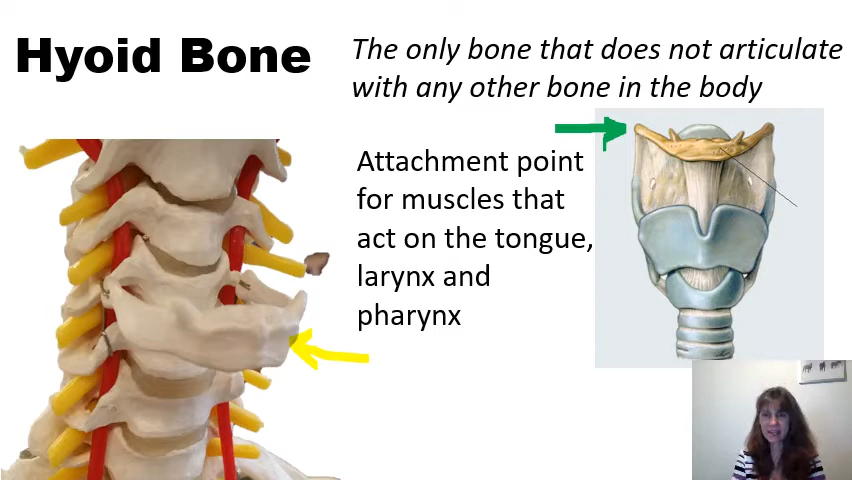 Hyoid Bone
The only bone that does not articulate
with any other bone in the body
Attachment point
for muscles that
act on the tongue,
larynx and
pharynx